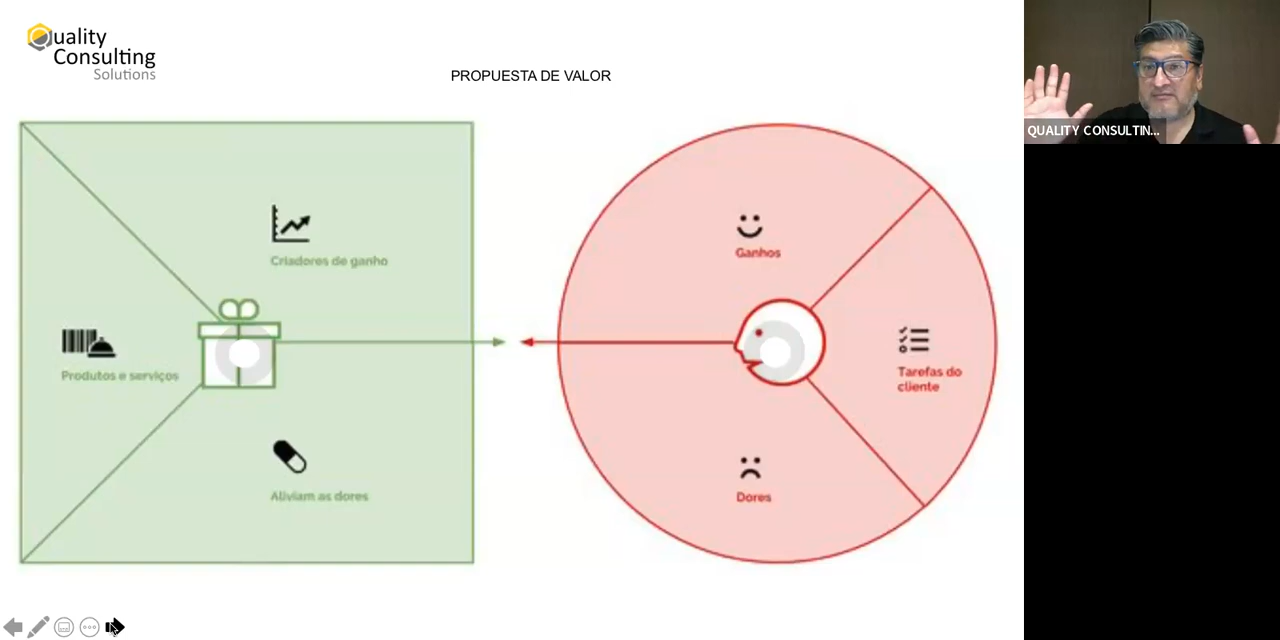 Quality
Consulting
Solutions
PROPUESTA DE VALOR
QUALITY CONSULTIN...
Criadores de ganho
Produtos e serviços
Aliviam as dores
Ganhos
Tarefas do
cliente
Dores